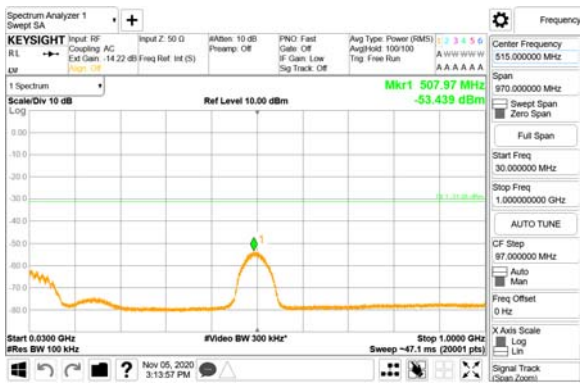 Spectrum Analyzer 1
Swept SA
Frequency
KEYSIGHT Input: RF Input Z: 50 Ω #Atten: 10 dB PNO: Fast Avg Type: Power (RMS) 1 2 3 4 5 6
RL Coupling: AC Preamp: Off Gate: Off Avg|Hold: 100/100 A W W W W W
Ext Gain: -14.22 dB Freq Ref: Int (S) IF Gain: Low Trig: Free Run
Align: Off Sig Track: Off A A A A A A
1 Spectrum
Mkr1 507.97 MHz
Scale/Div 10 dB Ref Level 10.00 dBm -53.439 dBm
Log
0.00
-10.0
-20.0
-30.0
-40.0
-50.0
-60.0
-70.0
-80.0
1
Start 0.0300 GHz #Video BW 300 kHz* Stop 1.0000 GHz
#Res BW 100 kHz Sweep ~47.1 ms (20001 pts)
Nov 05, 2020
3:13:57 PM
Center Frequency
515.000000 MHz
Span
970.000000 MHz
Swept Span
Zero Span
Full Span
Start Freq
30.000000 MHz
Stop Freq
1.000000000 GHz
AUTO TUNE
CF Step
97.000000 MHz
Auto
Man
Freq Offset
0 Hz
X Axis Scale
Log
Lin
Signal Track
(Span Zoom)